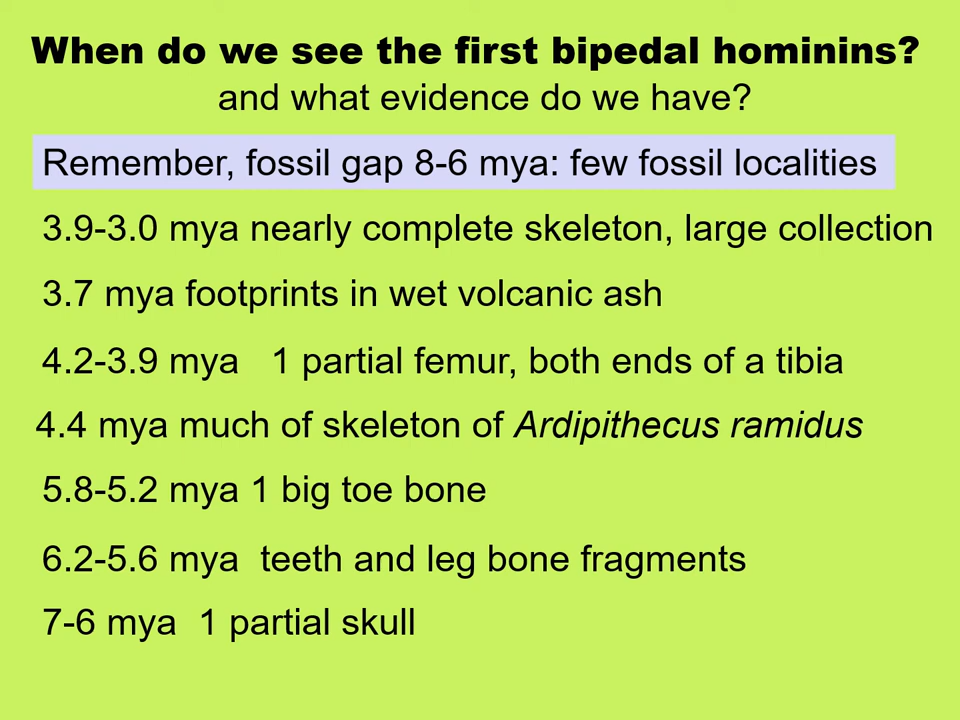 When do we see the first bipedal hominins?
and what evidence do we have?
Remember, fossil gap 8-6 mya: few fossil localities
3.9-3.0 mya nearly complete skeleton, large collection
3.7 mya footprints in wet volcanic ash
4.2-3.9 mya   1 partial femur, both ends of a tibia
4.4 mya much of skeleton of Ardipithecus ramidus
5.8-5.2 mya 1 big toe bone
6.2-5.6 mya  teeth and leg bone fragments
7-6 mya  1 partial skull